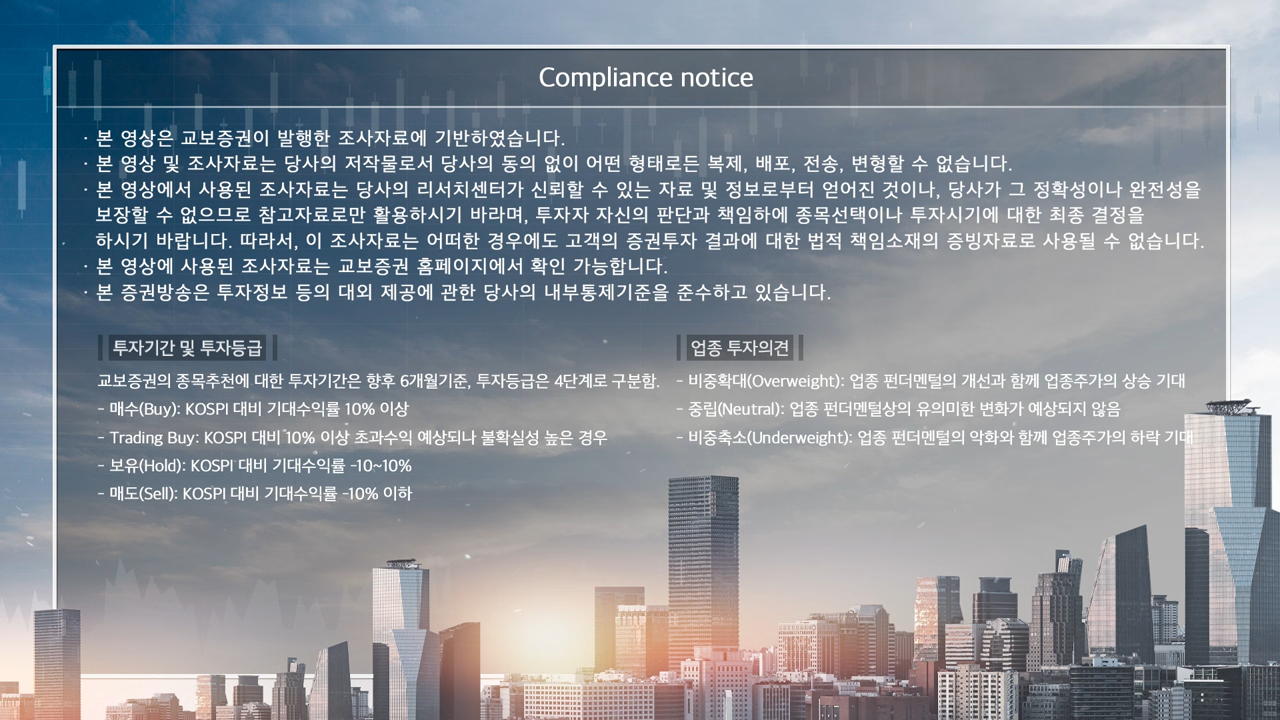 Compliance notice
· 본 영상은 교보증권이 발행한 조사자료에 기반하였습니다.
· 본 영상 및 조사자료는 당사의 저작물로서 당사의 동의 없이 어떤 형태로든 복제, 배포, 전송, 변형할 수 없습니다.
· 본 영상에서 사용된 조사자료는 당사의 리서치센터가 신뢰할 수 있는 자료 및 정보로부터 얻어진 것이나, 당사가 그 정확성이나 완전성을
보장할 수 없으므로 참고자료로만 활용하시기 바라며, 투자자 자신의 판단과 책임하에 종목선택이나 투자시기에 대한 최종 결정을
하시기 바랍니다. 따라서, 이 조사자료는 어떠한 경우에도 고객의 증권투자 결과에 대한 법적 책임소재의 증빙자료로 사용될 수 없습니다.
· 본 영상에 사용된 조사자료는 교보증권 홈페이지에서 확인 가능합니다.
· 본 증권방송은 투자정보 등의 대외 제공에 관한 당사의 내부통제기준을 준수하고 있습니다.
투자기간 및 투자등급
교보증권의 종목추천에 대한 투자기간은 향후 6개월기준, 투자등급은 4단계로 구분함.
- 매수(Buy): KOSPI 대비 기대수익률 10% 이상
- Trading Buy: KOSPI 대비 10% 이상 초과수익 예상되나 불확실성 높은 경우
- 보유(Hold): KOSPI 대비 기대수익률 -10~10%
- 매도(Sell): KOSPI 대비 기대수익률 -10% 이하
업종 투자의견
- 비중확대(Overweight): 업종 펀더멘털의 개선과 함께 업종주가의 상승 기대
- 중립(Neutral): 업종 펀더멘털상의 유의미한 변화가 예상되지 않음
- 비중축소(Underweight): 업종 펀더멘털의 악화와 함께 업종주가의 하락 기대